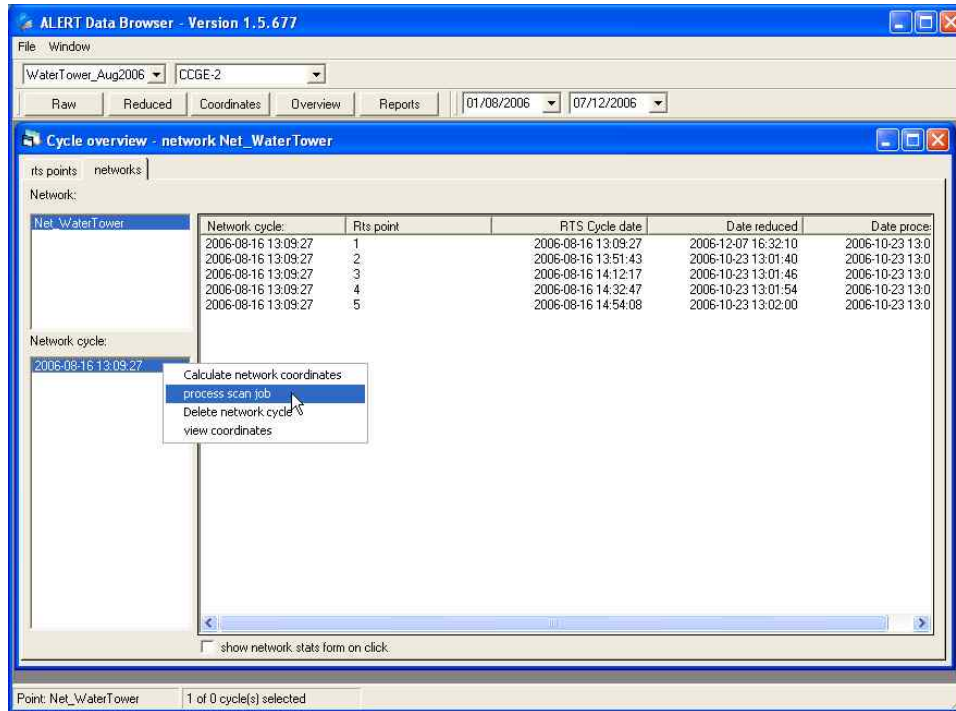 ALERT Data Browser - Version 1.5.677
File Window
WaterTower_Aug2006 CCGE-2
Raw Reduced Coordinates Overview Reports 01/08/2006 07/12/2006
Cycle overview - network Net_WaterTower
rts points networks
Network:
Net_WaterTower
Network cycle: Rts point RTS Cycle date Date reduced Date proce
2006-08-16 13:09:27 1 2006-08-16 13:09:27 2006-12-07 16:32:10 2006-10-23 13:0
2006-08-16 13:09:27 2 2006-08-16 13:51:43 2006-10-23 13:01:40 2006-10-23 13:0
2006-08-16 13:09:27 3 2006-08-16 14:12:17 2006-10-23 13:01:46 2006-10-23 13:0
2006-08-16 13:09:27 4 2006-08-16 14:32:47 2006-10-23 13:01:54 2006-10-23 13:0
2006-08-16 13:09:27 5 2006-08-16 14:54:08 2006-10-23 13:02:00 2006-10-23 13:0
Network cycle:
2006-08-16 13:09:27
Calculate network coordinates
process scan job
Delete network cycle
view coordinates
show network stats form on click
Point: Net_WaterTower 1 of 0 cycle(s) selected